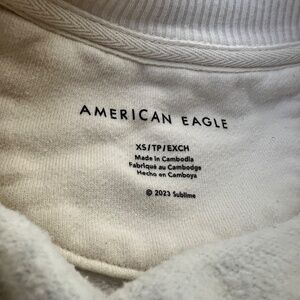 AMERICAN EAGLE
XS/TP/EXCH
Made in Cambodia
Fabriqué au Cambodge
Hecho en Camboya
© 2023 Sublime